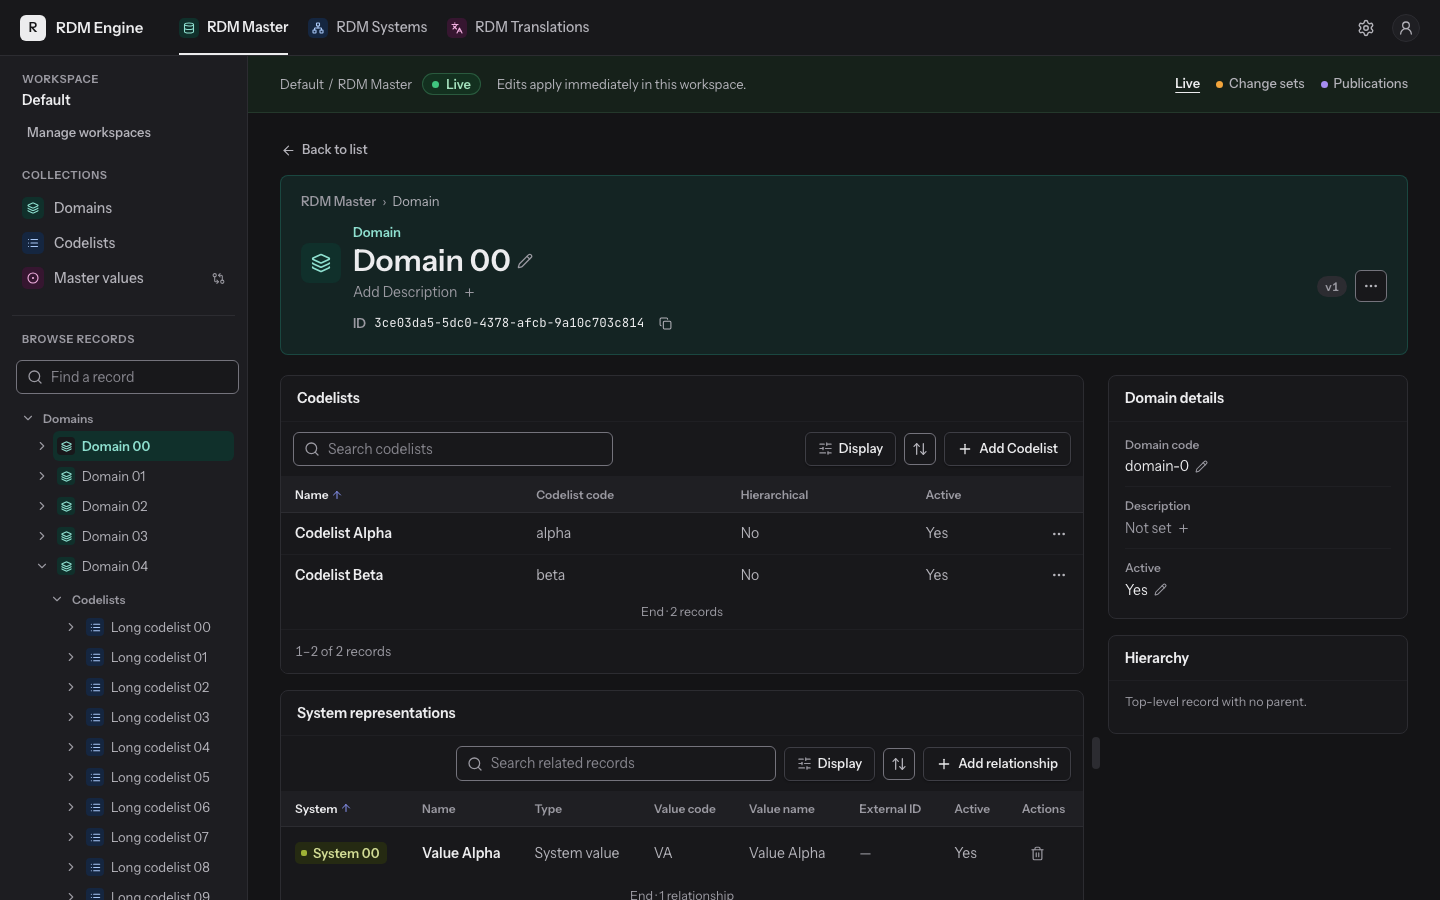 R RDM Engine RDM Master RDM Systems RDM Translations
WORKSPACE
Default
Manage workspaces
COLLECTIONS
Domains
Codelists
Master values
BROWSE RECORDS
Find a record
Domains
Domain 00
Domain 01
Domain 02
Domain 03
Domain 04
Codelists
Long codelist 00
Long codelist 01
Long codelist 02
Long codelist 03
Long codelist 04
Long codelist 05
Long codelist 06
Long codelist 07
Long codelist 08
Long codelist 09
Default / RDM Master Live Edits apply immediately in this workspace. Live Change sets Publications
← Back to list
RDM Master › Domain
Domain
Domain 00
Add Description +
v1 ...
ID 3ce03da5-5dc0-4378-afcb-9a10c703c814
Codelists
Search codelists Display + Add Codelist
Name ↑ Codelist code Hierarchical Active
Codelist Alpha alpha No Yes ...
Codelist Beta beta No Yes ...
End · 2 records
1–2 of 2 records
System representations
Search related records Display + Add relationship
System ↑ Name Type Value code Value name External ID Active Actions
System 00 Value Alpha System value VA Value Alpha — Yes
End · 1 relationship
Domain details
Domain code
domain-0
Description
Not set +
Active
Yes
Hierarchy
Top-level record with no parent.